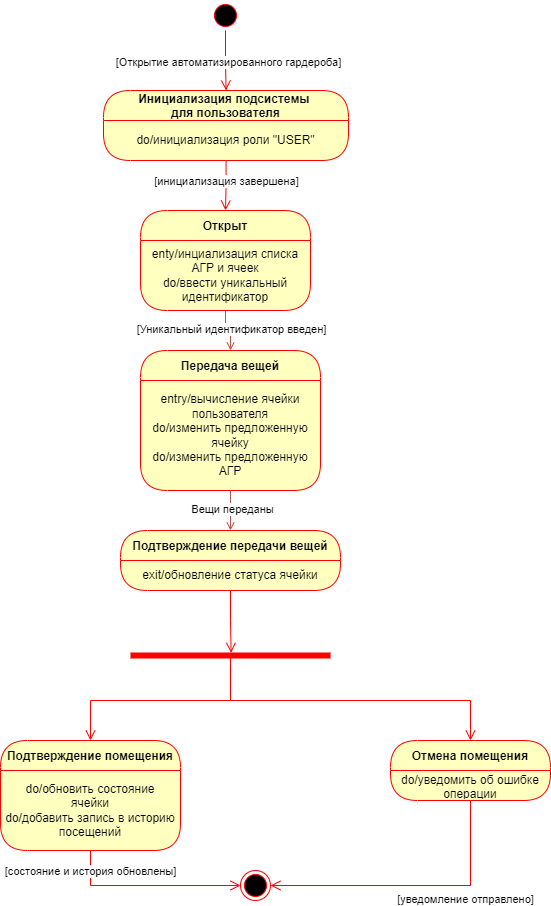 [Открытие автоматизированного гардероба]
Инициализация подсистемы
для пользователя
do/инициализация роли "USER"
[инициализация завершена]
Открыт
enty/инциализация списка
АГР и ячеек
do/ввести уникальный
идентификатор
[Уникальный идентификатор введен]
Передача вещей
entry/вычисление ячейки
пользователя
do/изменить предложенную
ячейку
do/изменить предложенную
АГР
Вещи переданы
Подтверждение передачи вещей
exit/обновление статуса ячейки
Подтверждение помещения
do/обновить состояние
ячейки
do/добавить запись в историю
посещений
[состояние и история обновлены]
Отмена помещения
do/уведомить об ошибке
операции
[уведомление отправлено]